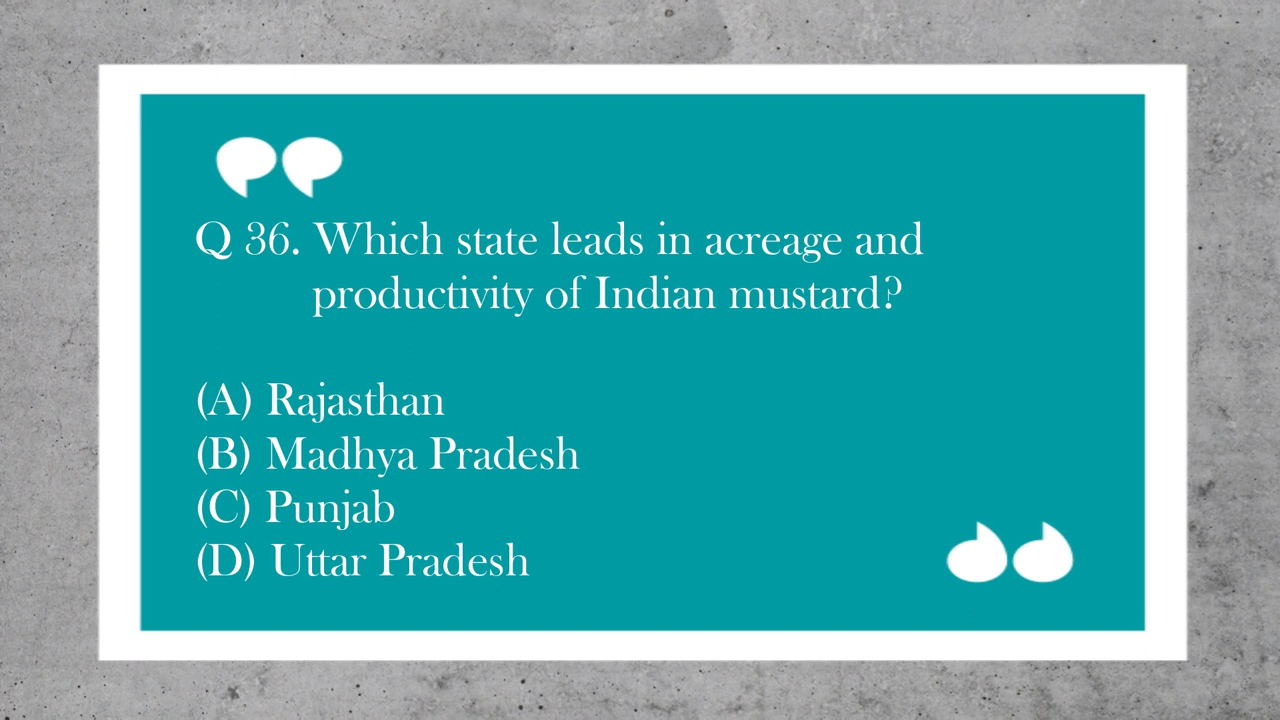 Q 36. Which state leads in acreage and
productivity of Indian mustard?
(A) Rajasthan
(B) Madhya Pradesh
(C) Punjab
(D) Uttar Pradesh